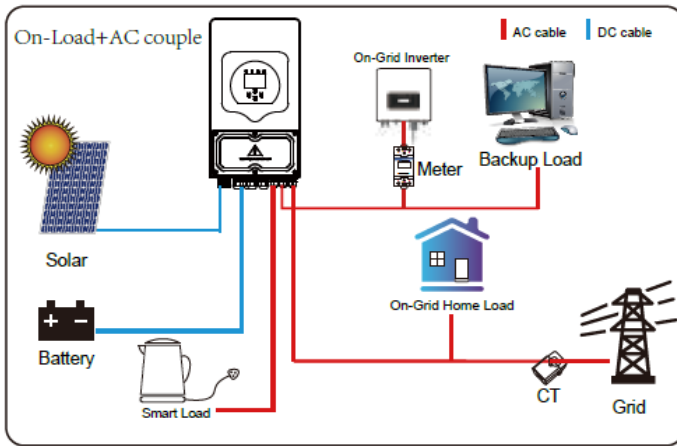 On-Load+AC couple
AC cable
DC cable
On-Grid Inverter
Meter
Backup Load
Solar
On-Grid Home Load
Battery
Smart Load
CT
Grid